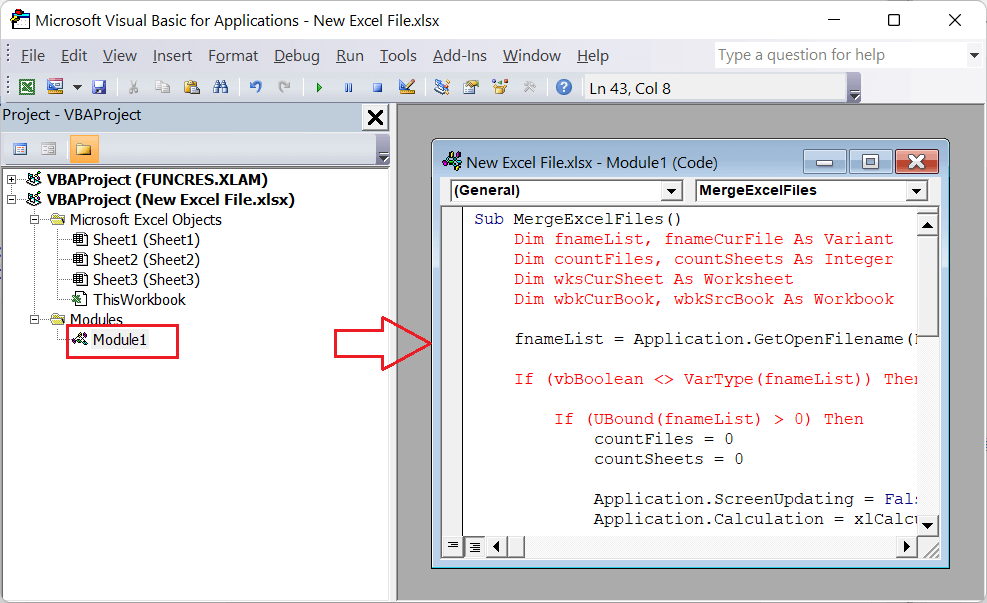 Microsoft Visual Basic for Applications - New Excel File.xlsx
File Edit View Insert Format Debug Run Tools Add-Ins Window Help Type a question for help
Ln 43, Col 8
Project - VBAProject
VBAProject (FUNCRES.XLAM)
VBAProject (New Excel File.xlsx)
Microsoft Excel Objects
Sheet1 (Sheet1)
Sheet2 (Sheet2)
Sheet3 (Sheet3)
ThisWorkbook
Modules
Module1
New Excel File.xlsx - Module1 (Code)
(General) MergeExcelFiles
Sub MergeExcelFiles()
Dim fnameList, fnameCurFile As Variant
Dim countFiles, countSheets As Integer
Dim wksCurSheet As Worksheet
Dim wbkCurBook, wbkSrcBook As Workbook
fnameList = Application.GetOpenFilename(
If (vbBoolean <> VarType(fnameList)) Then
If (UBound(fnameList) > 0) Then
countFiles = 0
countSheets = 0
Application.ScreenUpdating = Fal
Application.Calculation = xlCalc